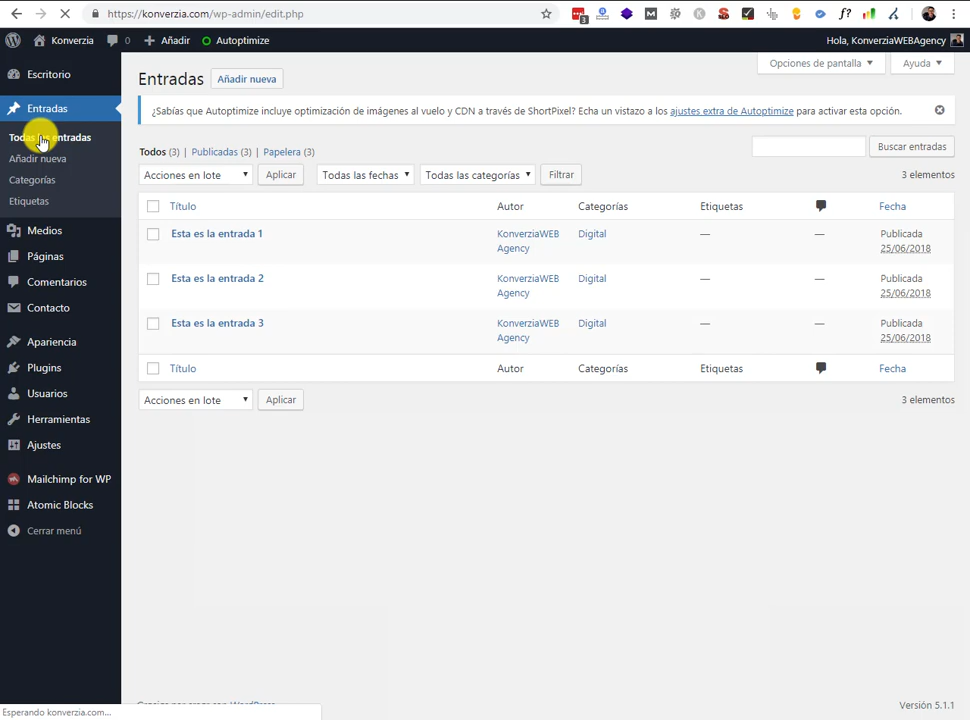 https://konverzia.com/wp-admin/edit.php
3
M
K
S
f?
Konverzia
0
Añadir
Autoptimize
Hola, KonverziaWEBAgency
Escritorio
Entradas
Todas las entradas
Añadir nueva
Categorías
Etiquetas
Medios
Páginas
Comentarios
Contacto
Apariencia
Plugins
Usuarios
Herramientas
Ajustes
Mailchimp for WP
Atomic Blocks
Cerrar menú
Opciones de pantalla
Ayuda
Entradas
Añadir nueva
¿Sabías que Autoptimize incluye optimización de imágenes al vuelo y CDN a través de ShortPixel? Echa un vistazo a los ajustes extra de Autoptimize para activar esta opción.
Todos (3) | Publicadas (3) | Papelera (3)
Buscar entradas
Acciones en lote
Aplicar
Todas las fechas
Todas las categorías
Filtrar
3 elementos
Título Autor Categorías Etiquetas Fecha
Esta es la entrada 1 KonverziaWEB Digital — — Publicada
Agency 25/06/2018
Esta es la entrada 2 KonverziaWEB Digital — — Publicada
Agency 25/06/2018
Esta es la entrada 3 KonverziaWEB Digital — — Publicada
Agency 25/06/2018
Título Autor Categorías Etiquetas Fecha
Acciones en lote
Aplicar
3 elementos
Versión 5.1.1
Esperando konverzia.com...